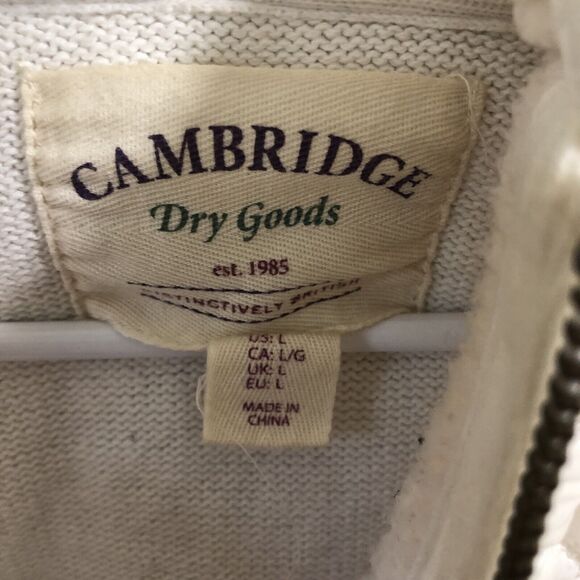 CAMBRIDGE
Dry Goods
est. 1985
DISTINCTIVELY BRITISH
US: L
CA: L/G
UK: L
EU: L
MADE IN
CHINA